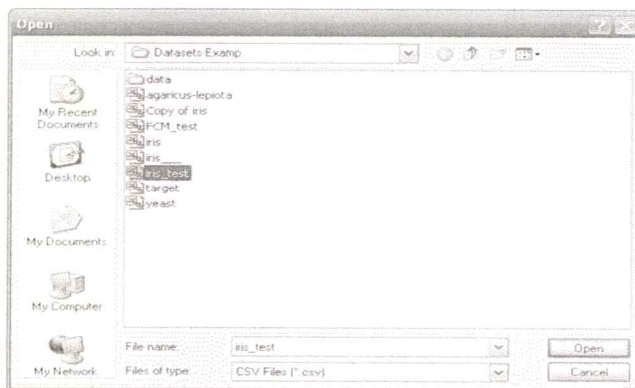 Open
Look in:
Datasets Examp
data
agaricus-lepiota
Copy of iris
FCM_test
iris
iris___
iris_test
target
yeast
My Recent
Documents
Desktop
My Documents
My Computer
My Network
File name:
iris_test
Open
Files of type:
CSV Files (*.csv)
Cancel